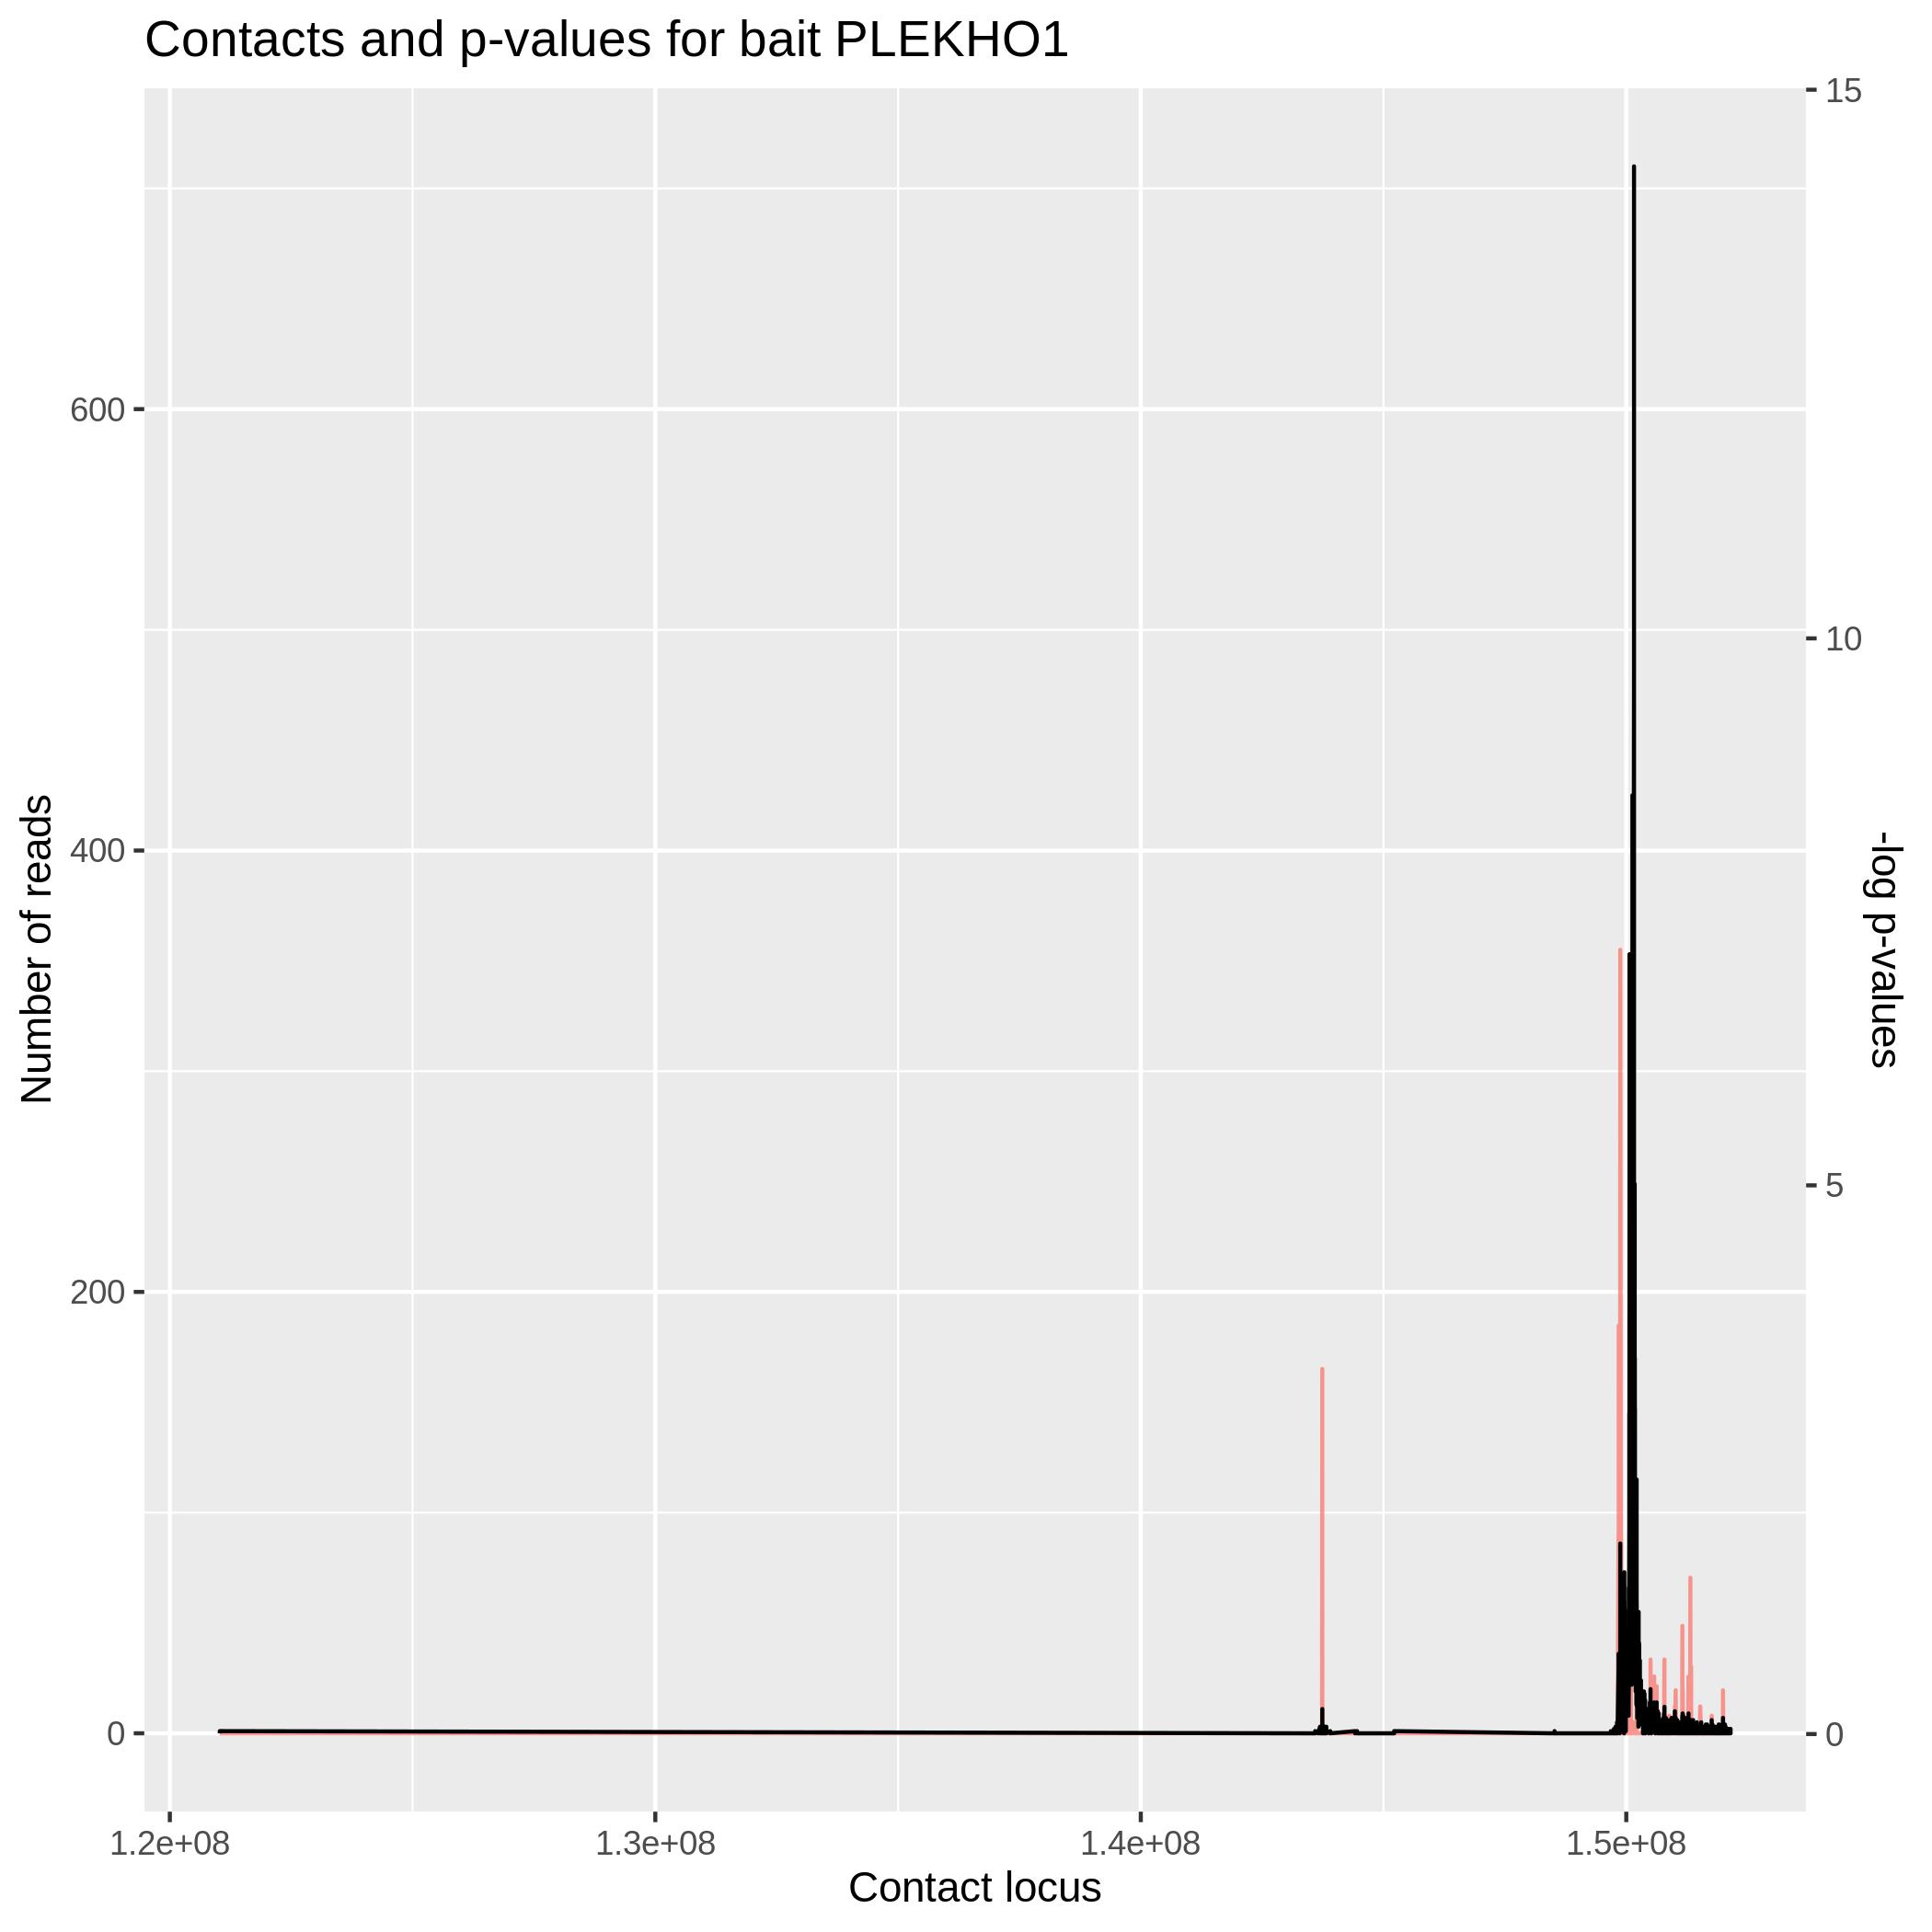 Contacts and p-values for bait PLEKHO1
15
600
10
400
Number of reads
-log p-values
5
200
0
0
1.2e+08
1.3e+08
1.4e+08
1.5e+08
Contact locus